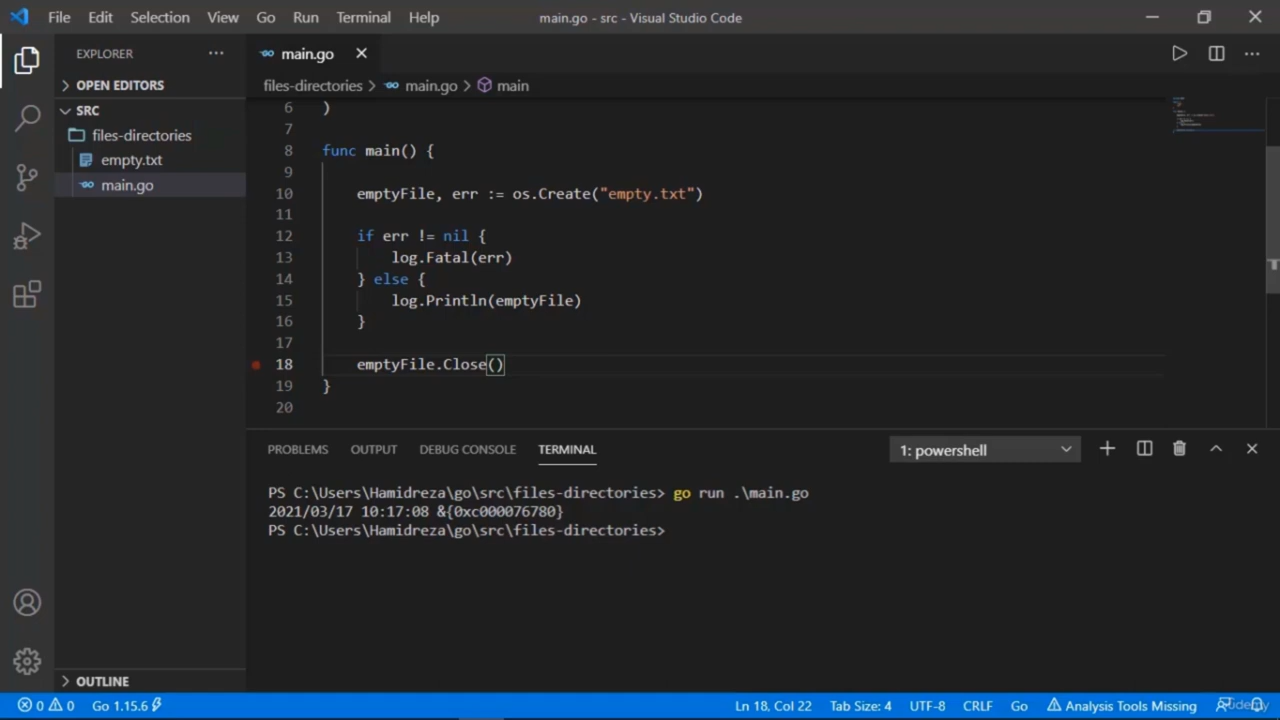 File Edit Selection View Go Run Terminal Help main.go - src - Visual Studio Code
EXPLORER ··· main.go
OPEN EDITORS files-directories > main.go > main
SRC
files-directories
empty.txt
main.go
6 )
7
8 func main() {
9
10 emptyFile, err := os.Create("empty.txt")
11
12 if err != nil {
13 log.Fatal(err)
14 } else {
15 log.Println(emptyFile)
16 }
17
18 emptyFile.Close()
19 }
20
PROBLEMS OUTPUT DEBUG CONSOLE TERMINAL 1: powershell
PS C:\Users\Hamidreza\go\src\files-directories> go run .\main.go
2021/03/17 10:17:08 &{0xc000076780}
PS C:\Users\Hamidreza\go\src\files-directories>
OUTLINE
0 0 Go 1.15.6 Ln 18, Col 22 Tab Size: 4 UTF-8 CRLF Go Analysis Tools Missing
Udemy